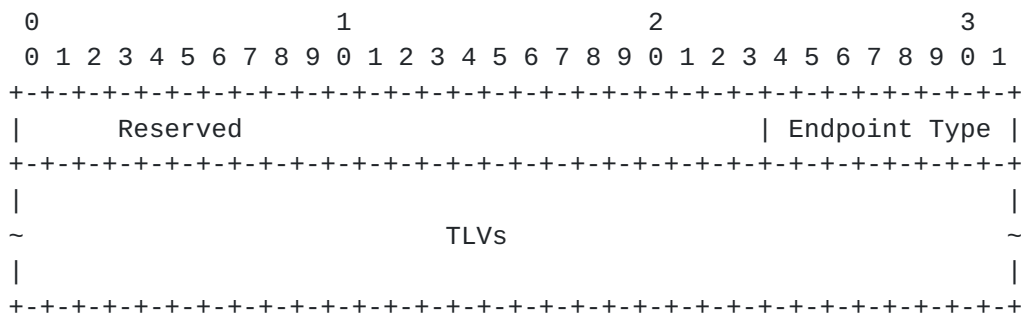 0                   1                   2                   3
 0 1 2 3 4 5 6 7 8 9 0 1 2 3 4 5 6 7 8 9 0 1 2 3 4 5 6 7 8 9 0 1
+-+-+-+-+-+-+-+-+-+-+-+-+-+-+-+-+-+-+-+-+-+-+-+-+-+-+-+-+-+-+-+-+
|      Reserved                                 | Endpoint Type |
+-+-+-+-+-+-+-+-+-+-+-+-+-+-+-+-+-+-+-+-+-+-+-+-+-+-+-+-+-+-+-+-+
|                                                               |
~                           TLVs                                ~
|                                                               |
+-+-+-+-+-+-+-+-+-+-+-+-+-+-+-+-+-+-+-+-+-+-+-+-+-+-+-+-+-+-+-+-+